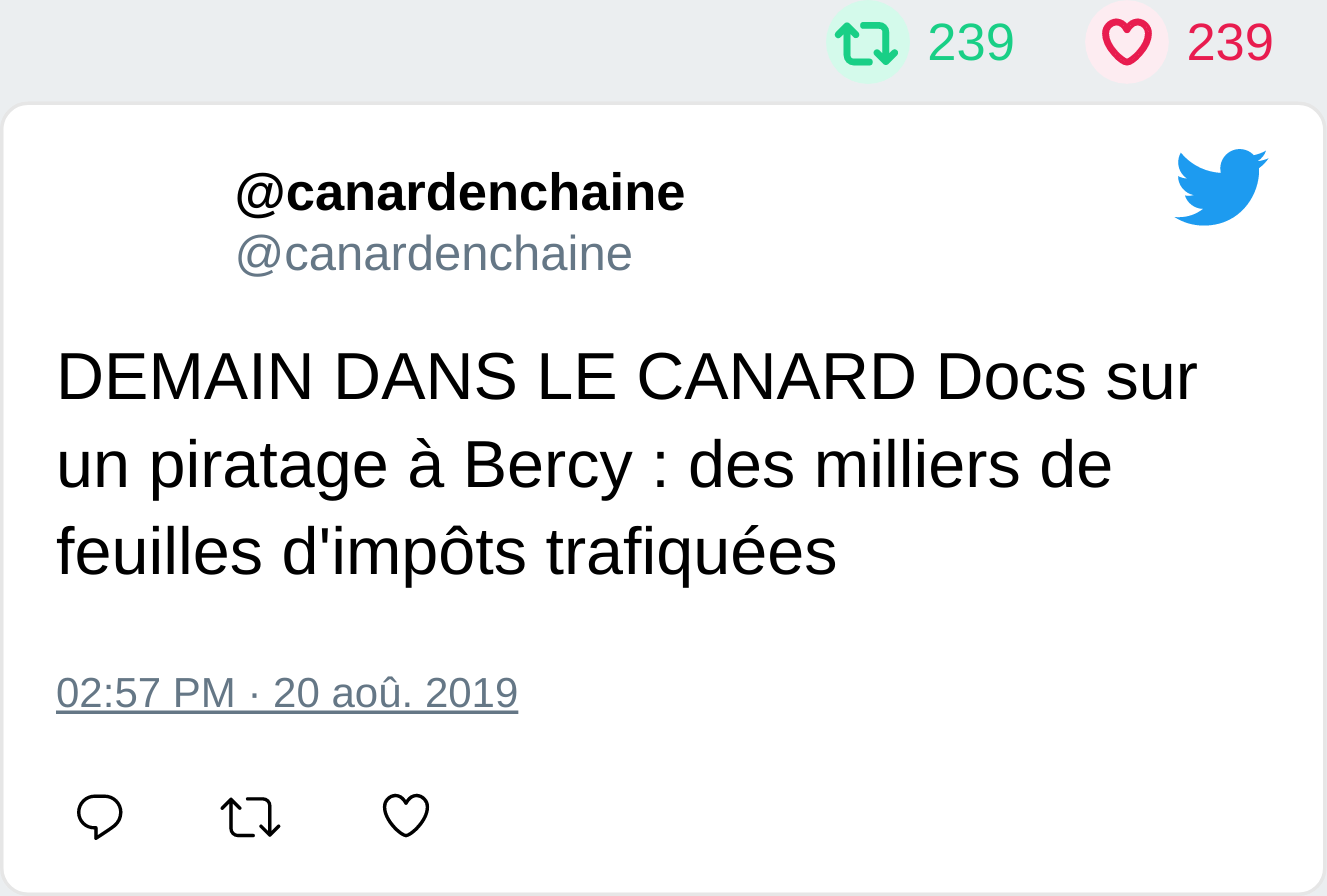 239 239
@canardenchaine
@canardenchaine
DEMAIN DANS LE CANARD Docs sur
un piratage à Bercy : des milliers de
feuilles d'impôts trafiquées
02:57 PM · 20 aoû. 2019